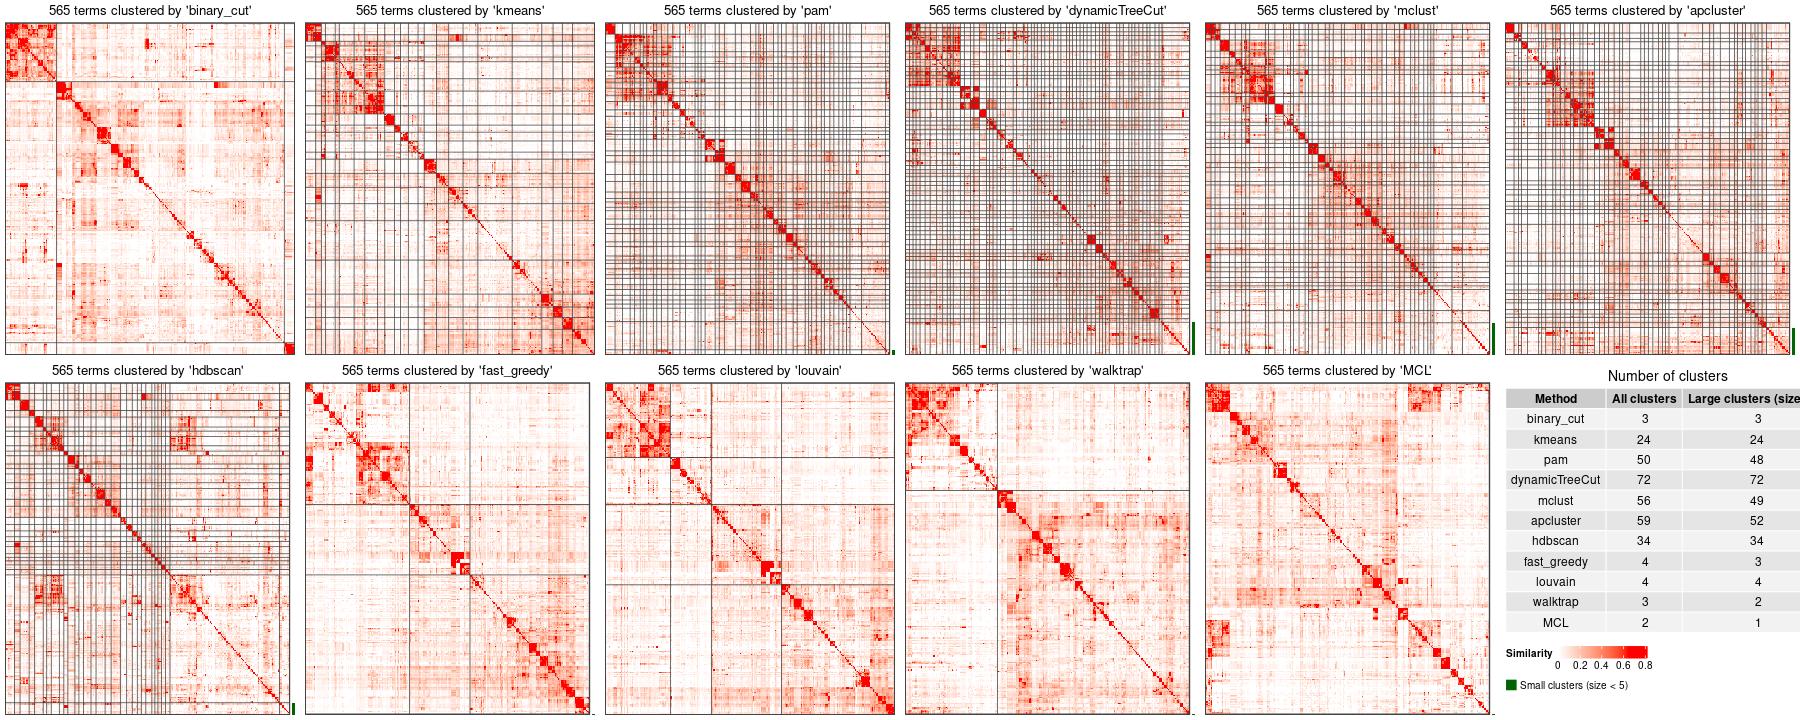 565 terms clustered by 'binary_cut'
565 terms clustered by 'kmeans'
565 terms clustered by 'pam'
565 terms clustered by 'dynamicTreeCut'
565 terms clustered by 'mclust'
565 terms clustered by 'apcluster'
565 terms clustered by 'hdbscan'
565 terms clustered by 'fast_greedy'
565 terms clustered by 'louvain'
565 terms clustered by 'walktrap'
565 terms clustered by 'MCL'
Number of clusters
Method All clusters Large clusters (size
binary_cut 3 3
kmeans 24 24
pam 50 48
dynamicTreeCut 72 72
mclust 56 49
apcluster 59 52
hdbscan 34 34
fast_greedy 4 3
louvain 4 4
walktrap 3 2
MCL 2 1
Similarity
0 0.2 0.4 0.6 0.8
Small clusters (size < 5)